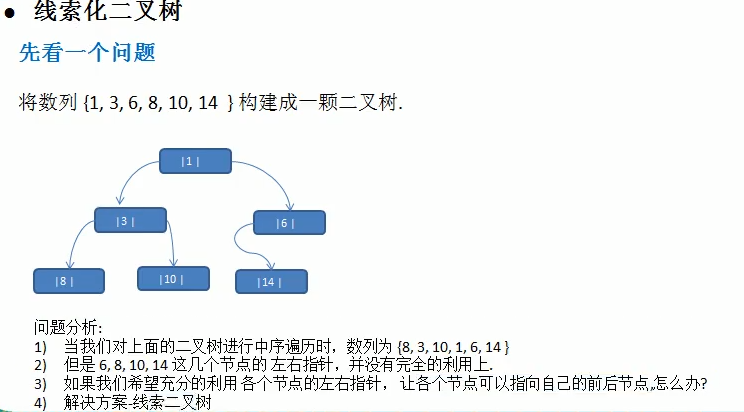 ● 线索化二叉树
先看一个问题
将数列 {1, 3, 6, 8, 10, 14 } 构建成一颗二叉树.
|1 |
|3 |
|6 |
|8 |
|10 |
|14 |
问题分析:
1) 当我们对上面的二叉树进行中序遍历时，数列为 {8, 3, 10, 1, 6, 14 }
2) 但是 6, 8, 10, 14 这几个节点的 左右指针，并没有完全的利用上.
3) 如果我们希望充分的利用 各个节点的左右指针， 让各个节点可以指向自己的前后节点,怎么办?
4) 解决方案-线索二叉树